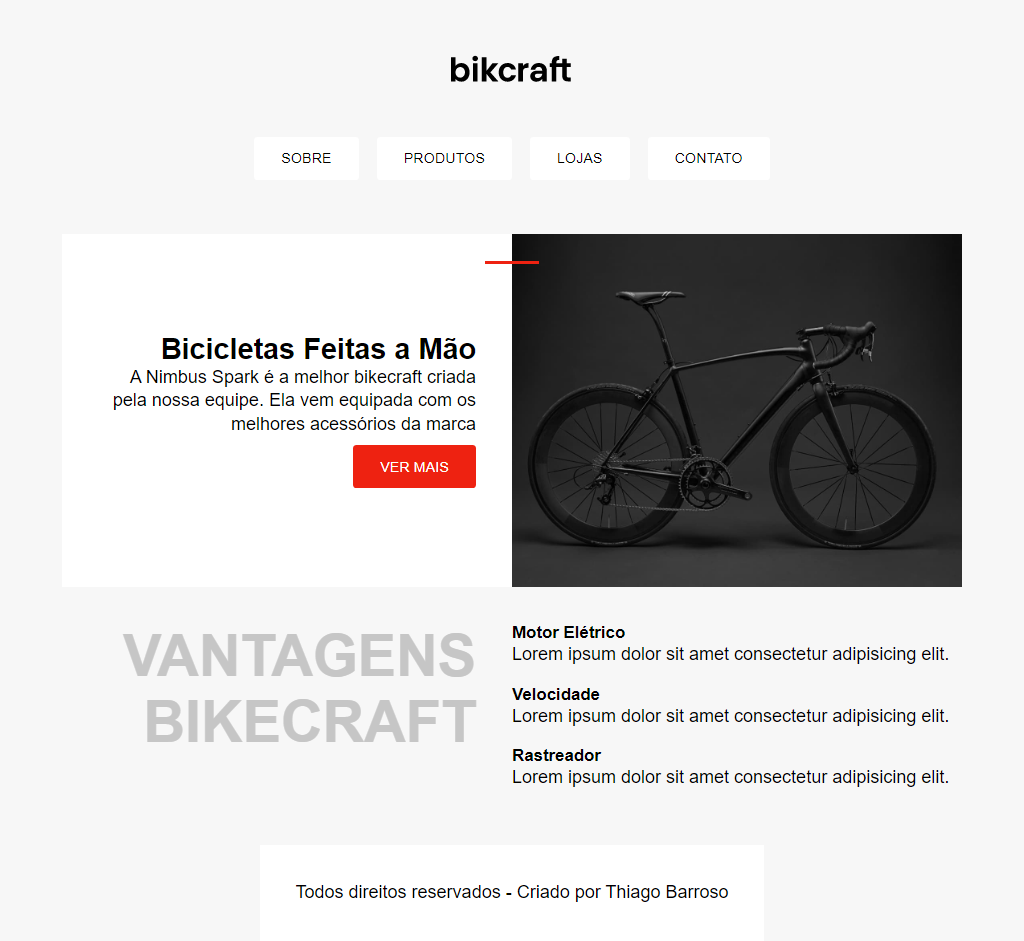 bikcraft
SOBRE PRODUTOS LOJAS CONTATO
Bicicletas Feitas a Mão
A Nimbus Spark é a melhor bikecraft criada
pela nossa equipe. Ela vem equipada com os
melhores acessórios da marca
VER MAIS
VANTAGENS
BIKECRAFT
Motor Elétrico
Lorem ipsum dolor sit amet consectetur adipisicing elit.
Velocidade
Lorem ipsum dolor sit amet consectetur adipisicing elit.
Rastreador
Lorem ipsum dolor sit amet consectetur adipisicing elit.
Todos direitos reservados - Criado por Thiago Barroso